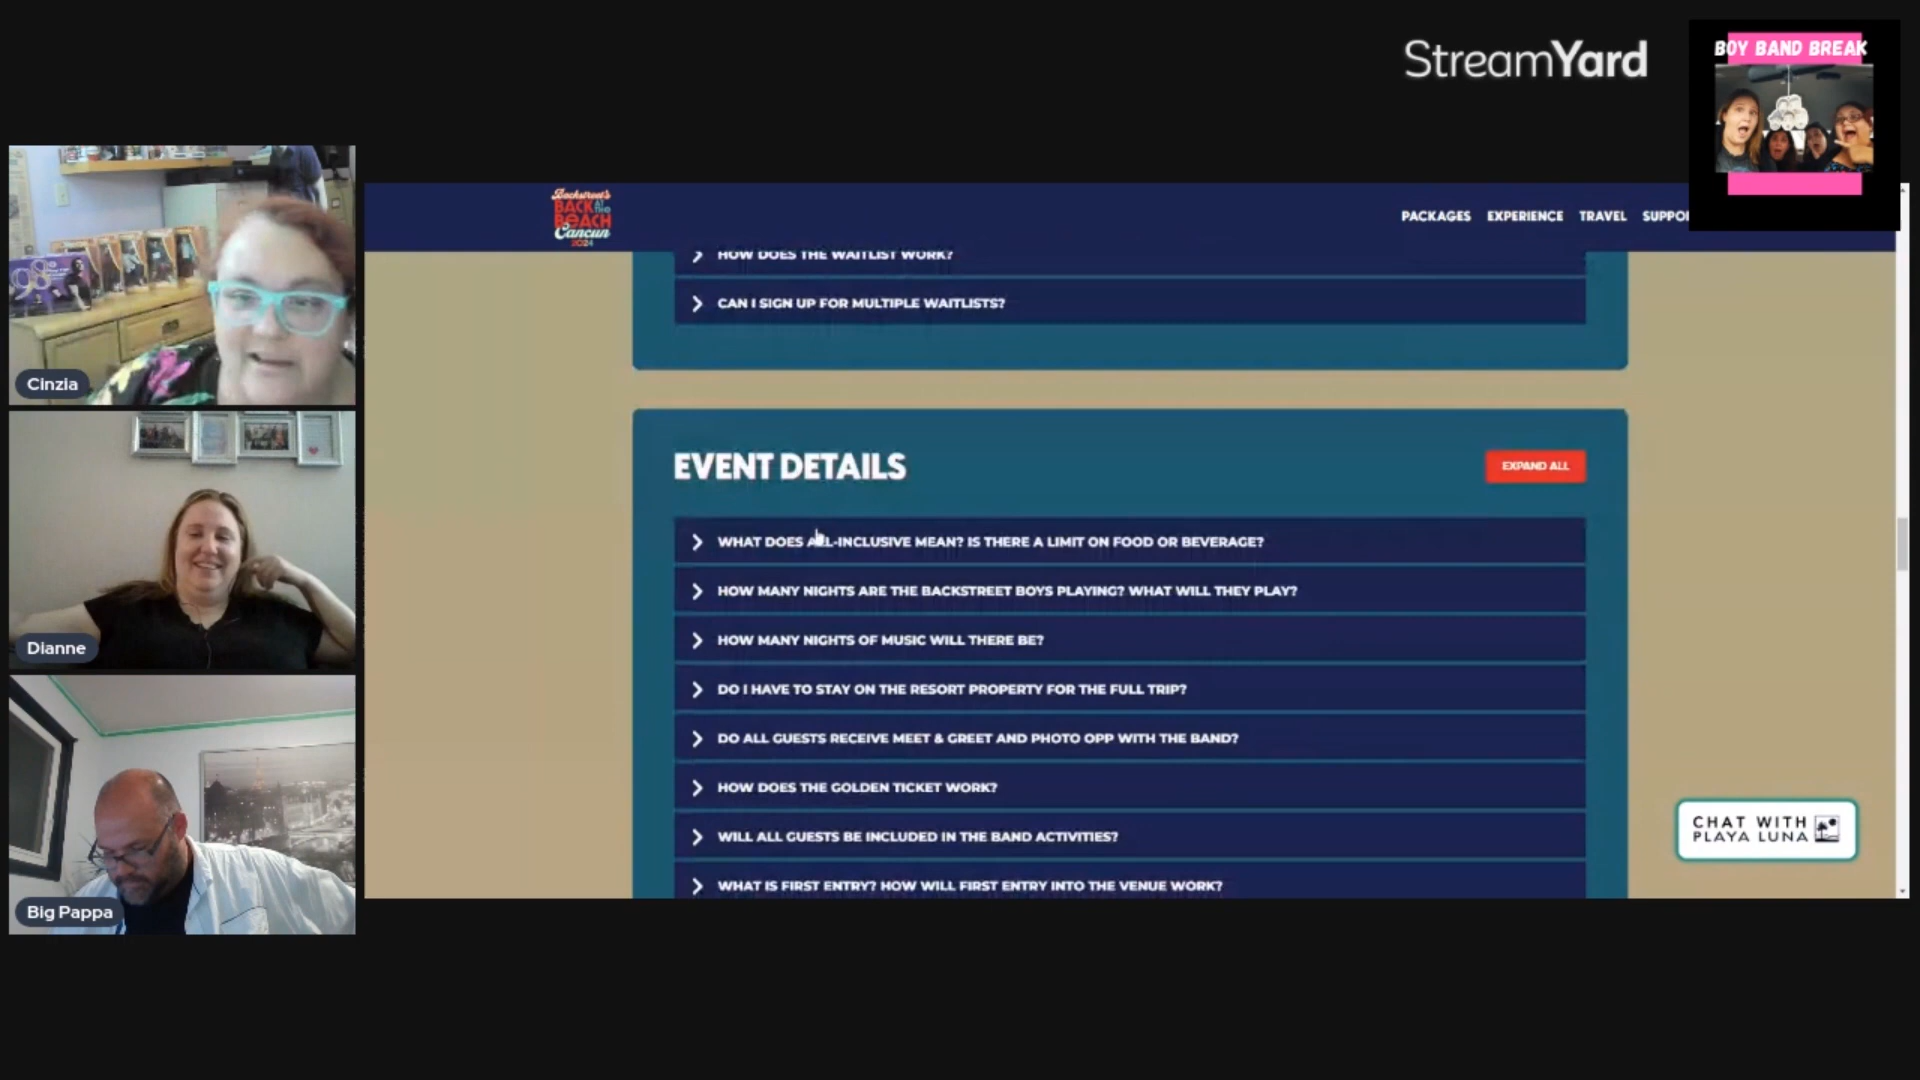 StreamYard
BOY BAND BREAK
Backstreet's
BACK AT THE
BEACH
Cancun
2024
PACKAGES EXPERIENCE TRAVEL SUPPO
HOW DOES THE WAITLIST WORK?
CAN I SIGN UP FOR MULTIPLE WAITLISTS?
98
Cinzia
EVENT DETAILS
EXPAND ALL
WHAT DOES ALL-INCLUSIVE MEAN? IS THERE A LIMIT ON FOOD OR BEVERAGE?
HOW MANY NIGHTS ARE THE BACKSTREET BOYS PLAYING? WHAT WILL THEY PLAY?
HOW MANY NIGHTS OF MUSIC WILL THERE BE?
Dianne
DO I HAVE TO STAY ON THE RESORT PROPERTY FOR THE FULL TRIP?
DO ALL GUESTS RECEIVE MEET & GREET AND PHOTO OPP WITH THE BAND?
HOW DOES THE GOLDEN TICKET WORK?
WILL ALL GUESTS BE INCLUDED IN THE BAND ACTIVITIES?
WHAT IS FIRST ENTRY? HOW WILL FIRST ENTRY INTO THE VENUE WORK?
CHAT WITH
PLAYA LUNA
Big Pappa